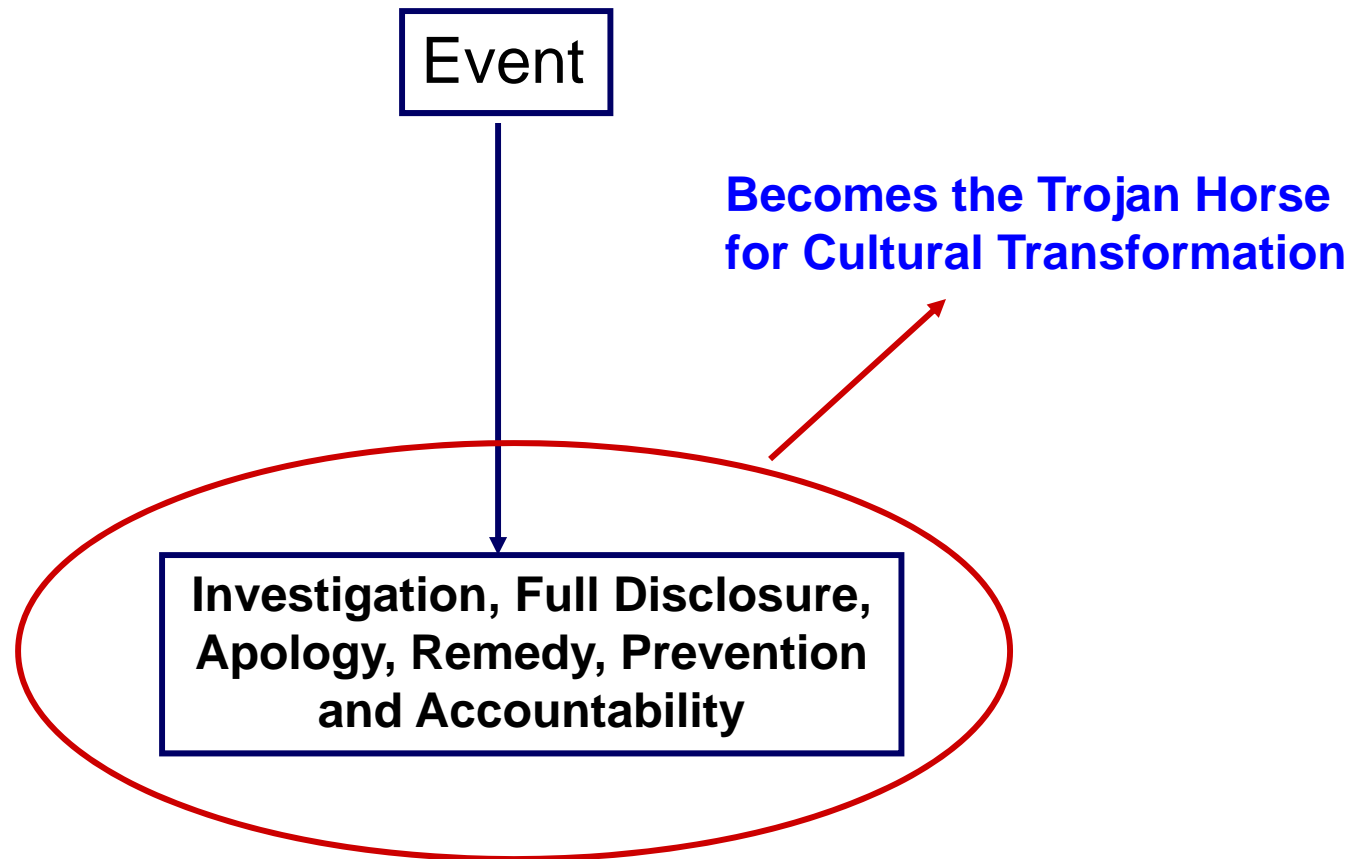 Event
Becomes the Trojan Horse
for Cultural Transformation
Investigation, Full Disclosure,
Apology, Remedy, Prevention
and Accountability